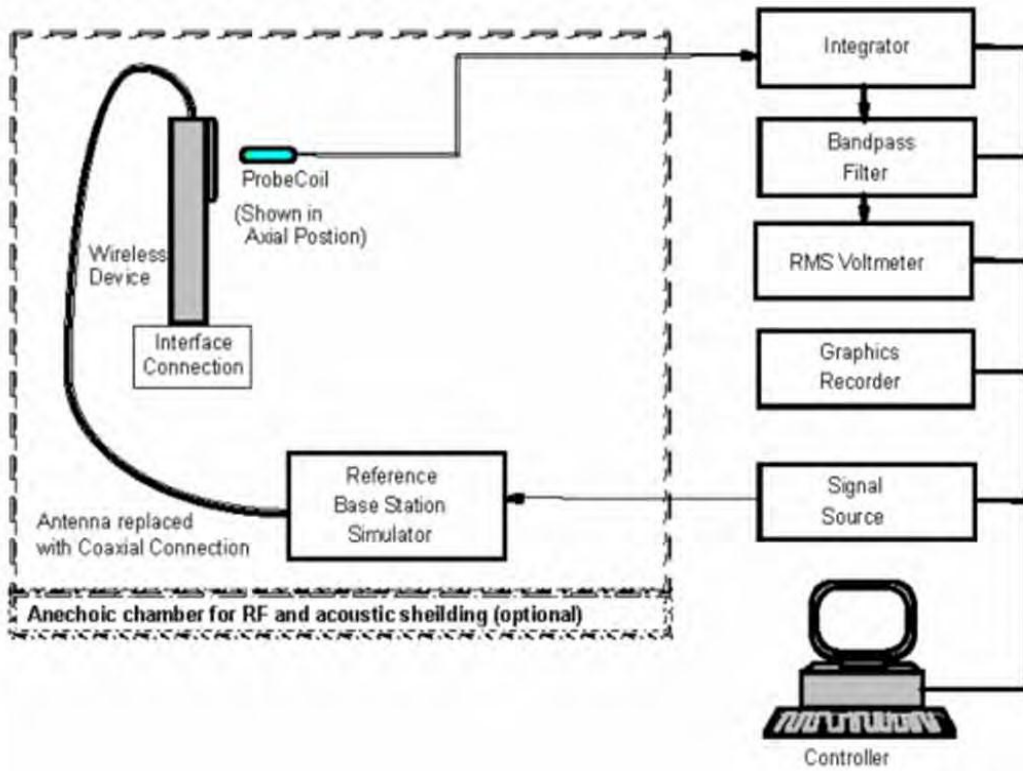 Integrator
Bandpass
Filter
RMS Voltmeter
Graphics
Recorder
Signal
Source
Controller
ProbeCoil
(Shown in
Axial Postion)
Wireless
Device
Interface
Connection
Reference
Base Station
Simulator
Antenna replaced
with Coaxial Connection
Anechoic chamber for RF and acoustic sheilding (optional)